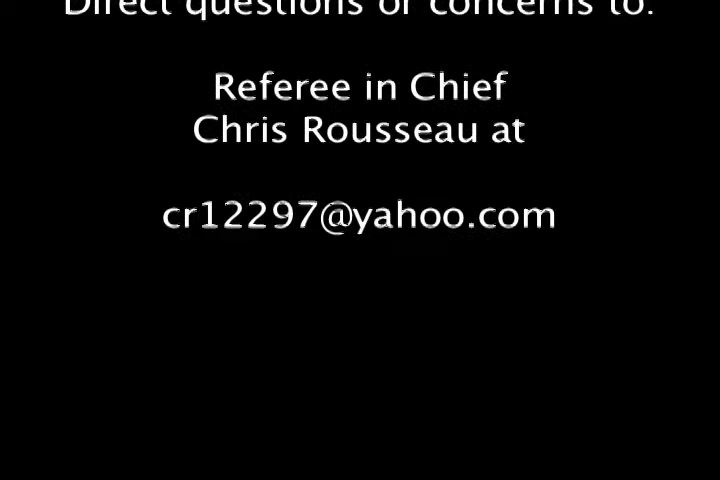 Direct questions or concerns to:
Referee in Chief
Chris Rousseau at
cr12297@yahoo.com